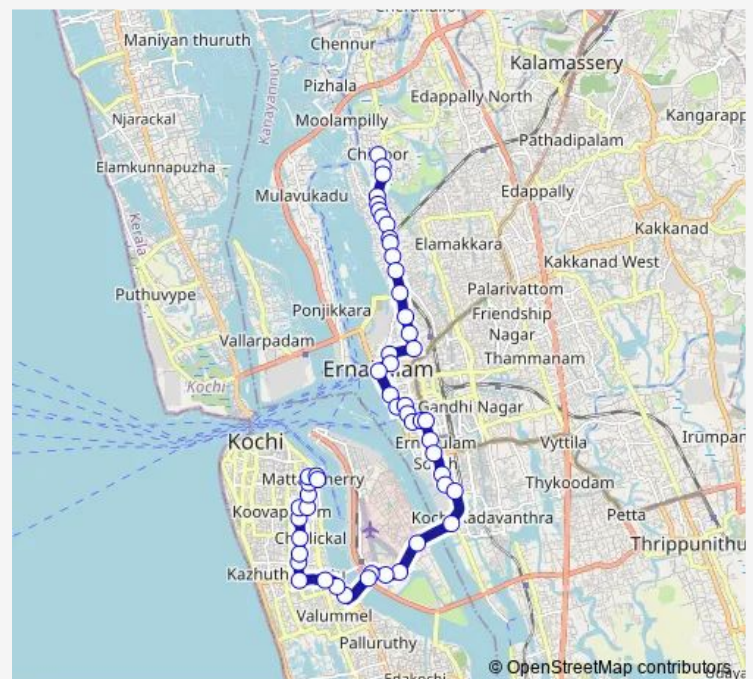 Maniyan thuruth
Chennur
Kalamassery
Pizhala
Edappally North
Kanayannur
Njarackal
Moolampilly
Kangarapp
Pathadipalam
Elamkunnapuzha
Mulavukadu
Edappally
Kerala
Elamakkara
Kakkanad
Kakkanad West
Puthuvype
Ponjikkara
Palarivattom
Friendship
Nagar
Vallarpadam
Thammanam
Kochi
Gandhi Nagar
Kochi
Vyttila
Irumpan
Thykoodam
Petta
Thrippunithu
Valummel
Palluruthy
Edakochi
© OpenStreetMap contributors